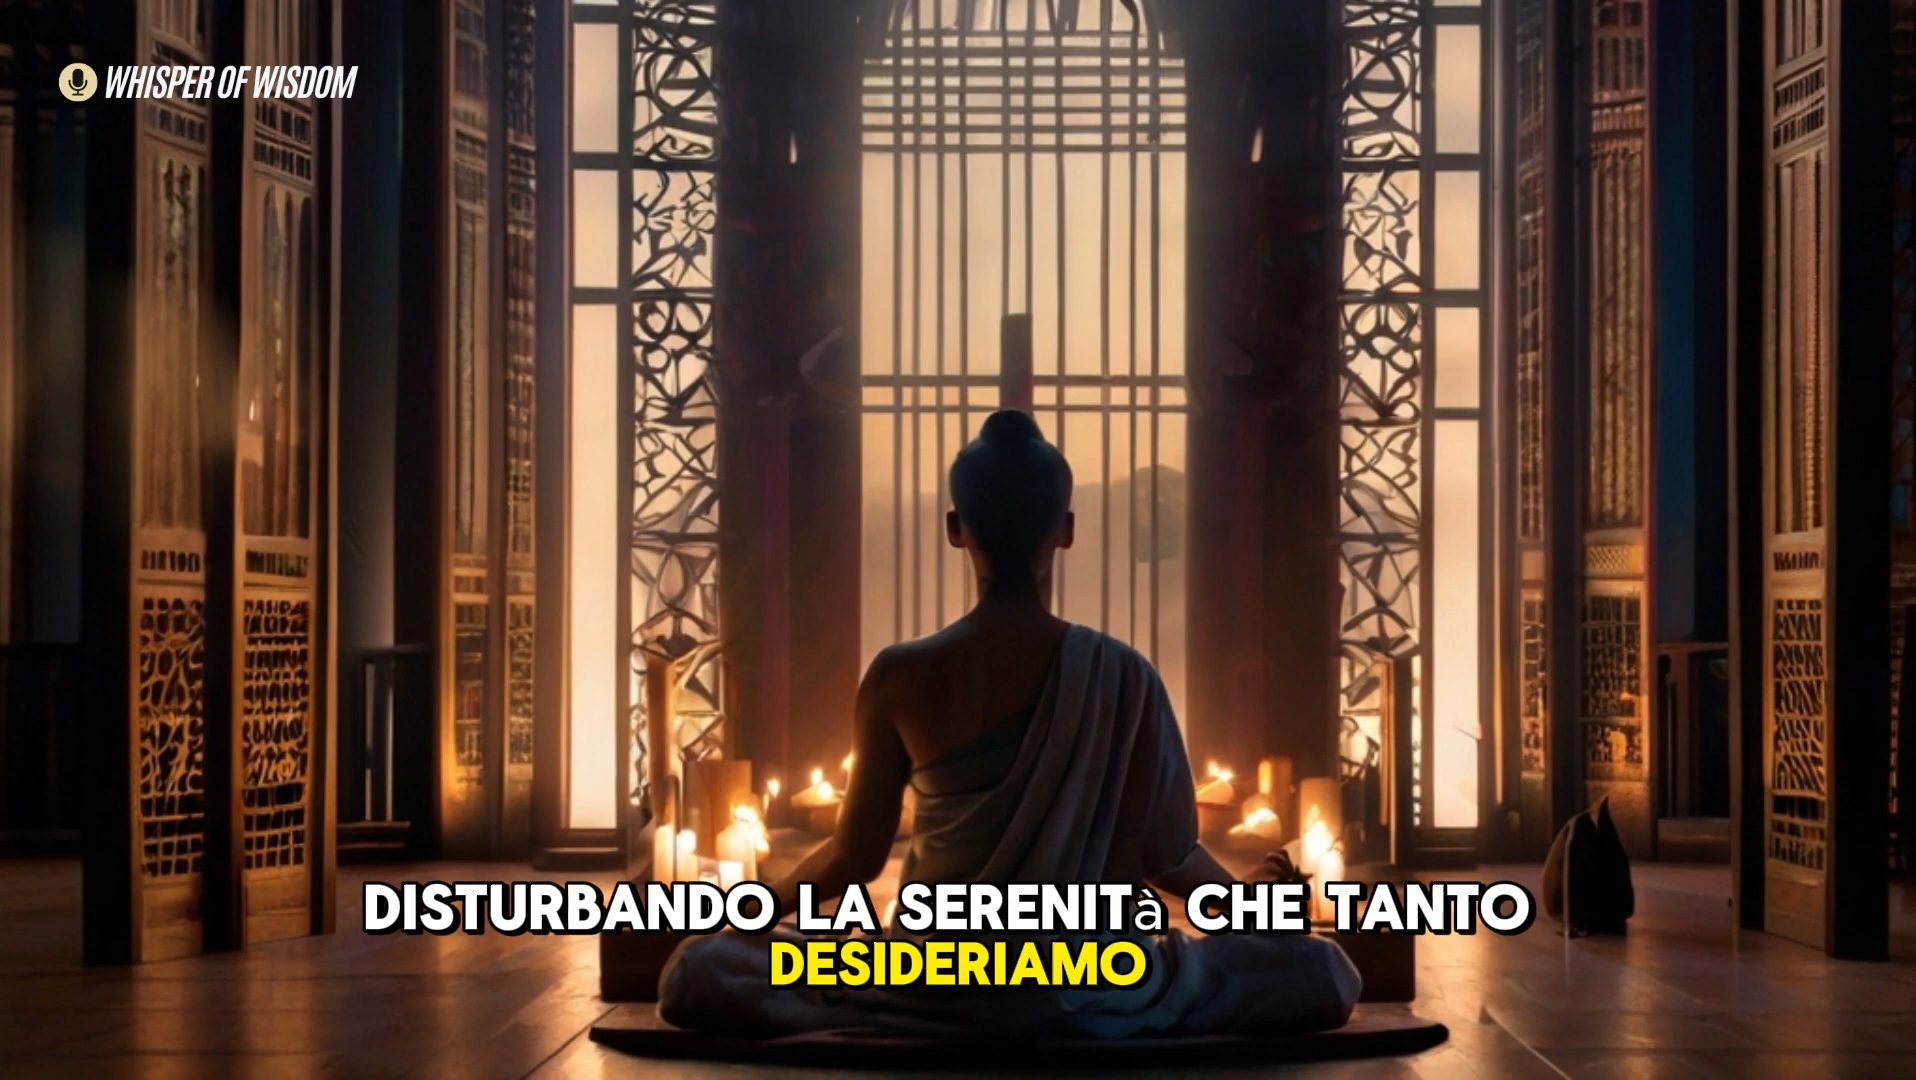 WHISPER OF WISDOM
DISTURBANDO LA SERENITà CHE TANTO
DESIDERIAMO